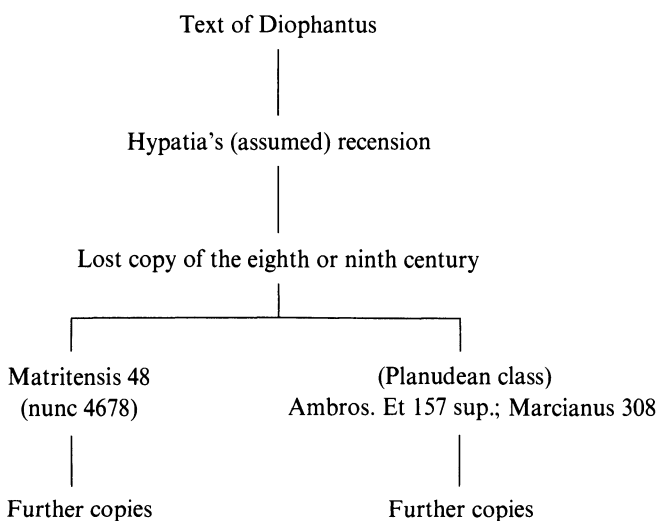 Text of Diophantus
Hypatia's (assumed) recension
Lost copy of the eighth or ninth century
Matritensis 48
(nunc 4678)
(Planudean class)
Ambros. Et 157 sup.; Marcianus 308
Further copies
Further copies